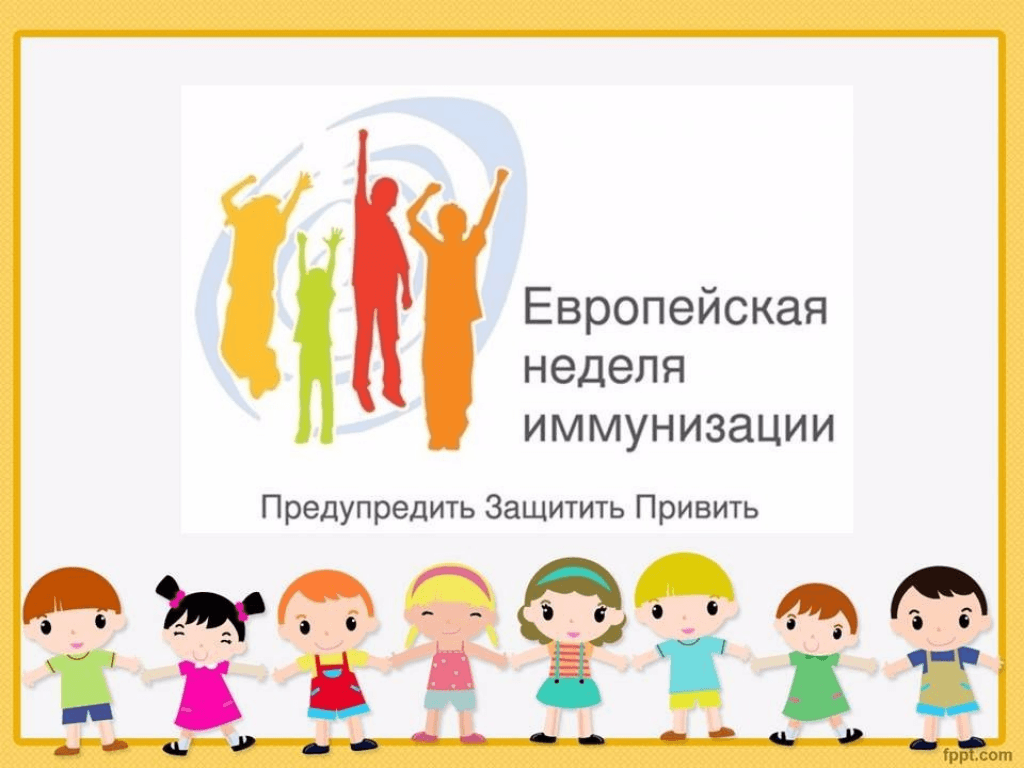 Европейская
неделя
иммунизации
Предупредить Защитить Привить
fppt.com